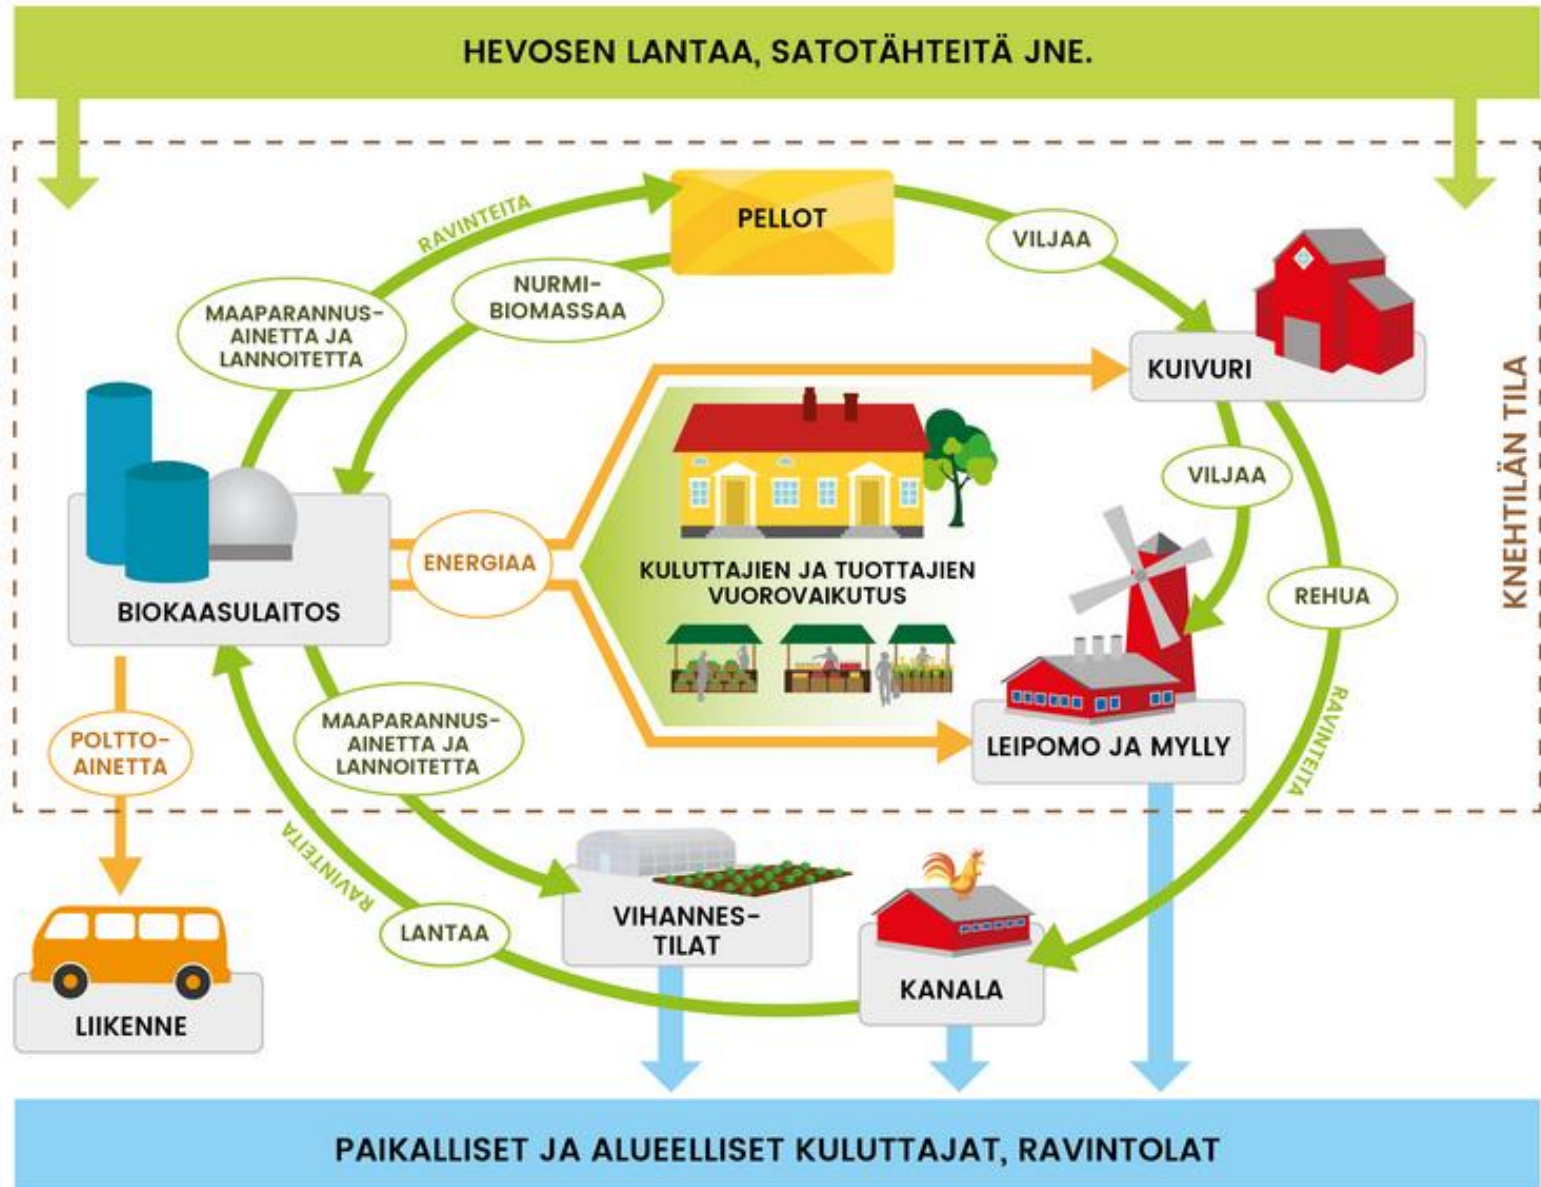 HEVOSEN LANTAA, SATOTÄHTEITÄ JNE.
RAVINTEITA
PELLOT
VILJAA
NURMI-
BIOMASSAA
MAAPARANNUS-
AINETTA JA
LANNOITETTA
KUIVURI
KNEHTILÄN TILA
VILJAA
ENERGIAA
KULUTTAJIEN JA TUOTTAJIEN
VUOROVAIKUTUS
REHUA
BIOKAASULAITOS
POLTTO-
AINETTA
MAAPARANNUS-
AINETTA JA
LANNOITETTA
LEIPOMO JA MYLLY
RAVINTEITA
RAVINTEITA
LANTAA
VIHANNES-
TILAT
KANALA
LIIKENNE
PAIKALLISET JA ALUEELLISET KULUTTAJAT, RAVINTOLAT